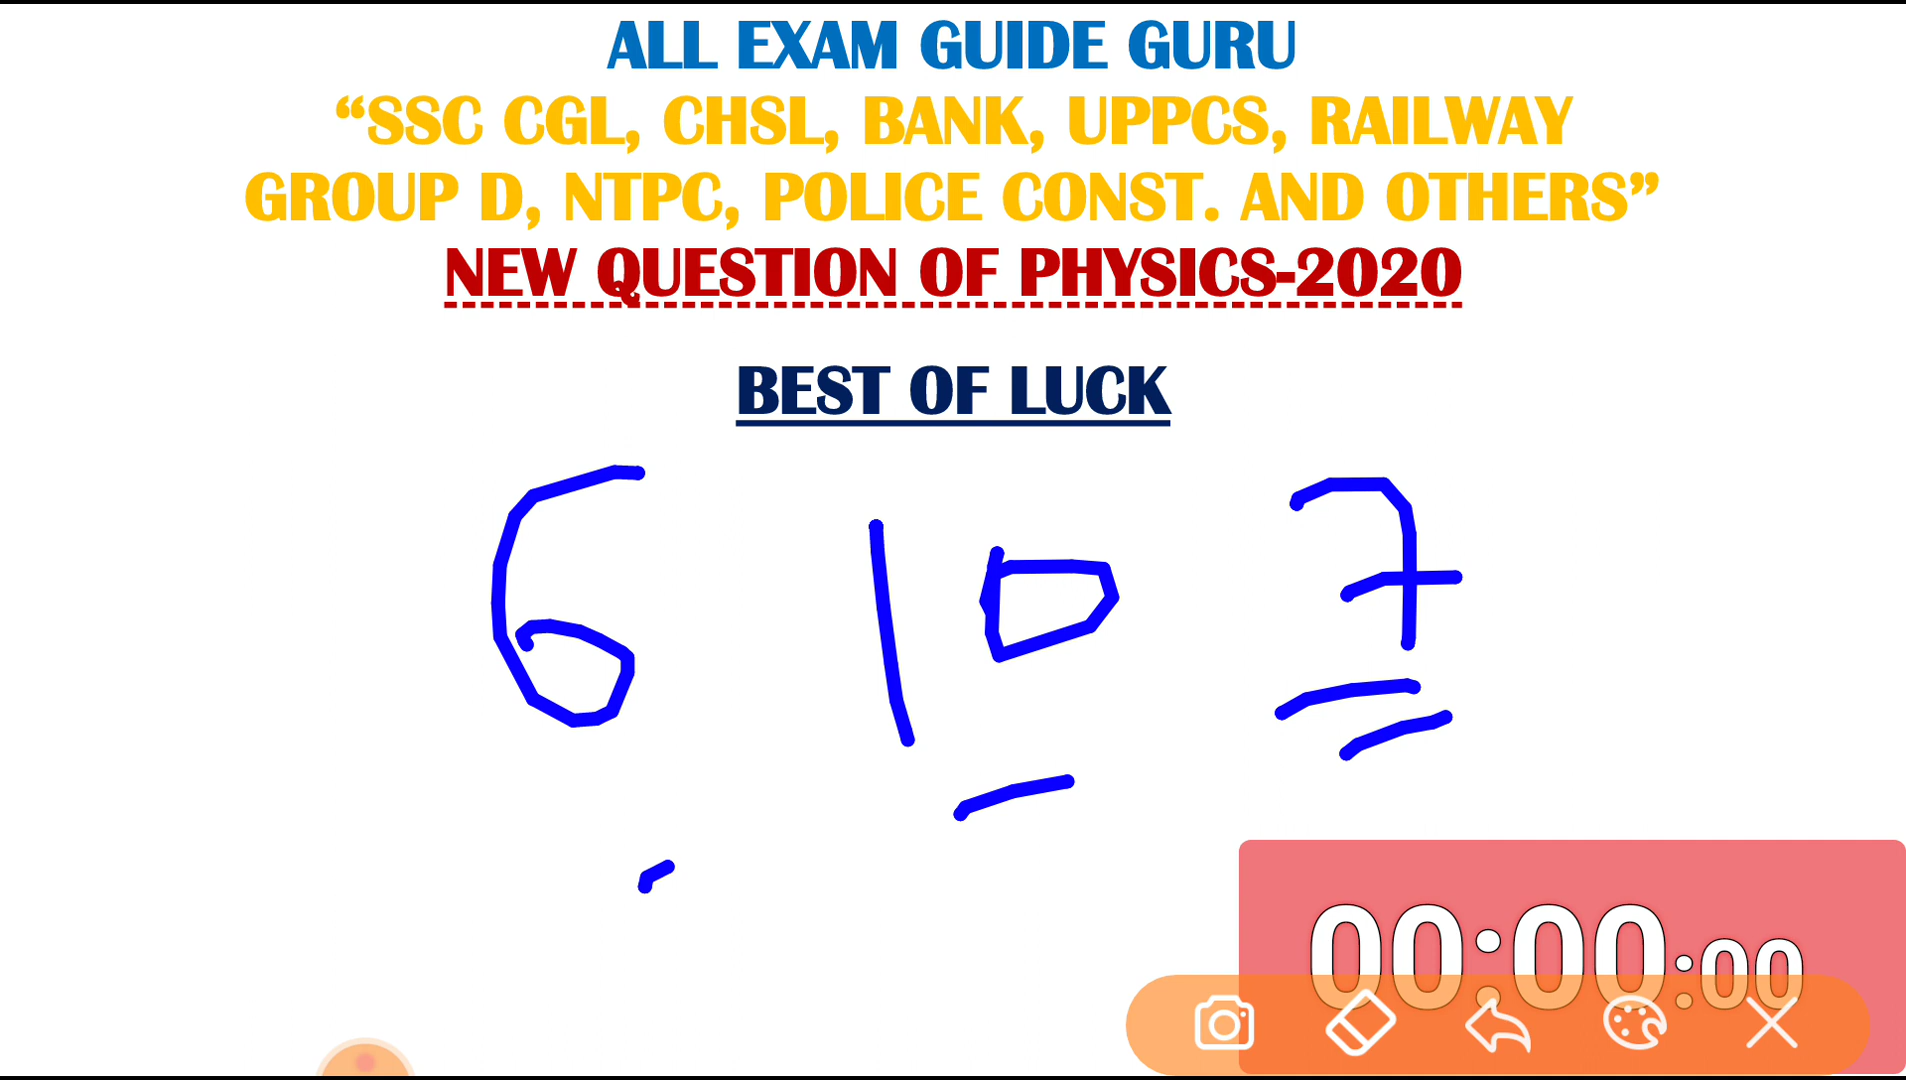 ALL EXAM GUIDE GURU
“SSC CGL, CHSL, BANK, UPPCS, RAILWAY
GROUP D, NTPC, POLICE CONST. AND OTHERS”
NEW QUESTION OF PHYSICS-2020
BEST OF LUCK
6 10 7
00:00:00